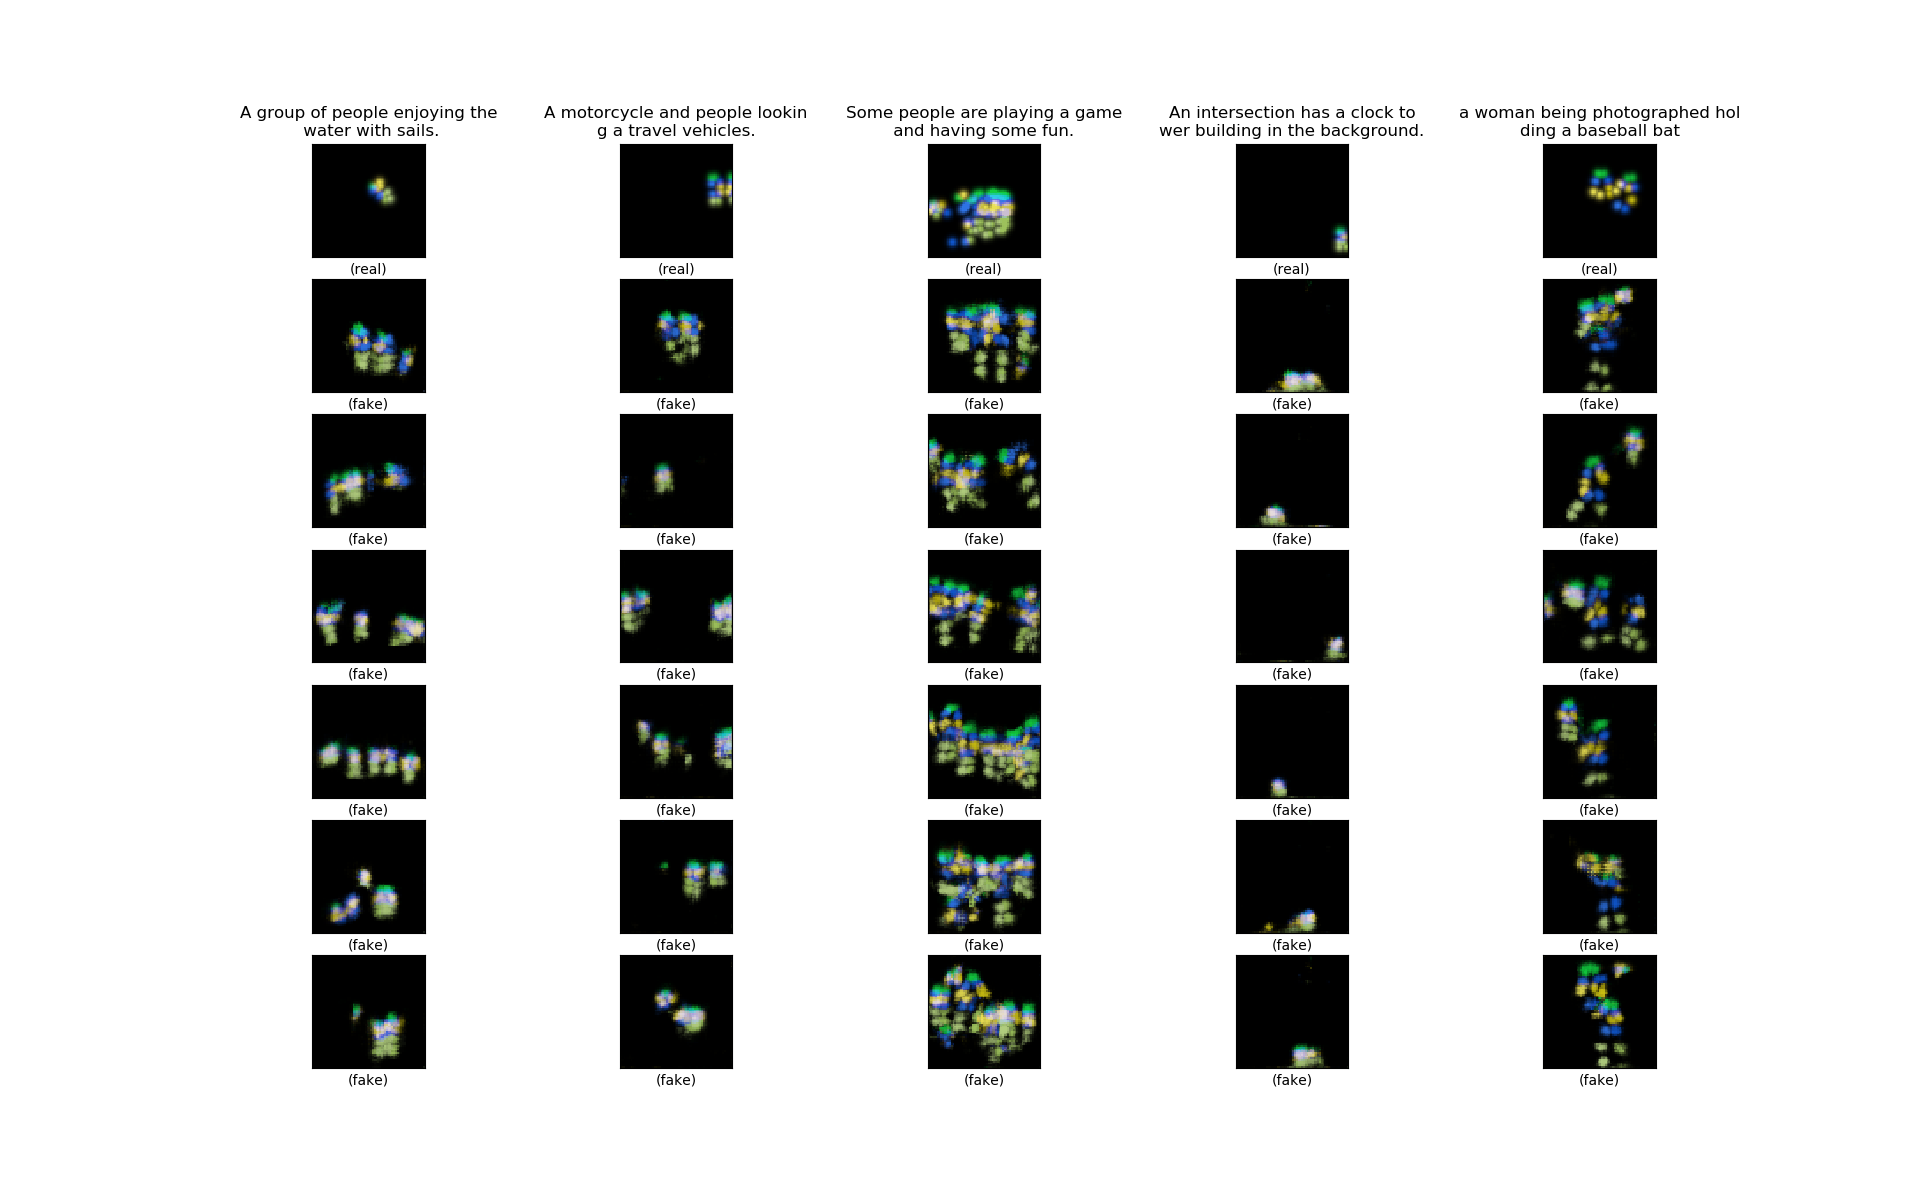 A group of people enjoying the
water with sails.
A motorcycle and people lookin
g a travel vehicles.
Some people are playing a game
and having some fun.
An intersection has a clock to
wer building in the background.
a woman being photographed hol
ding a baseball bat
(real) (real) (real) (real) (real)
(fake) (fake) (fake) (fake) (fake)
(fake) (fake) (fake) (fake) (fake)
(fake) (fake) (fake) (fake) (fake)
(fake) (fake) (fake) (fake) (fake)
(fake) (fake) (fake) (fake) (fake)
(fake) (fake) (fake) (fake) (fake)